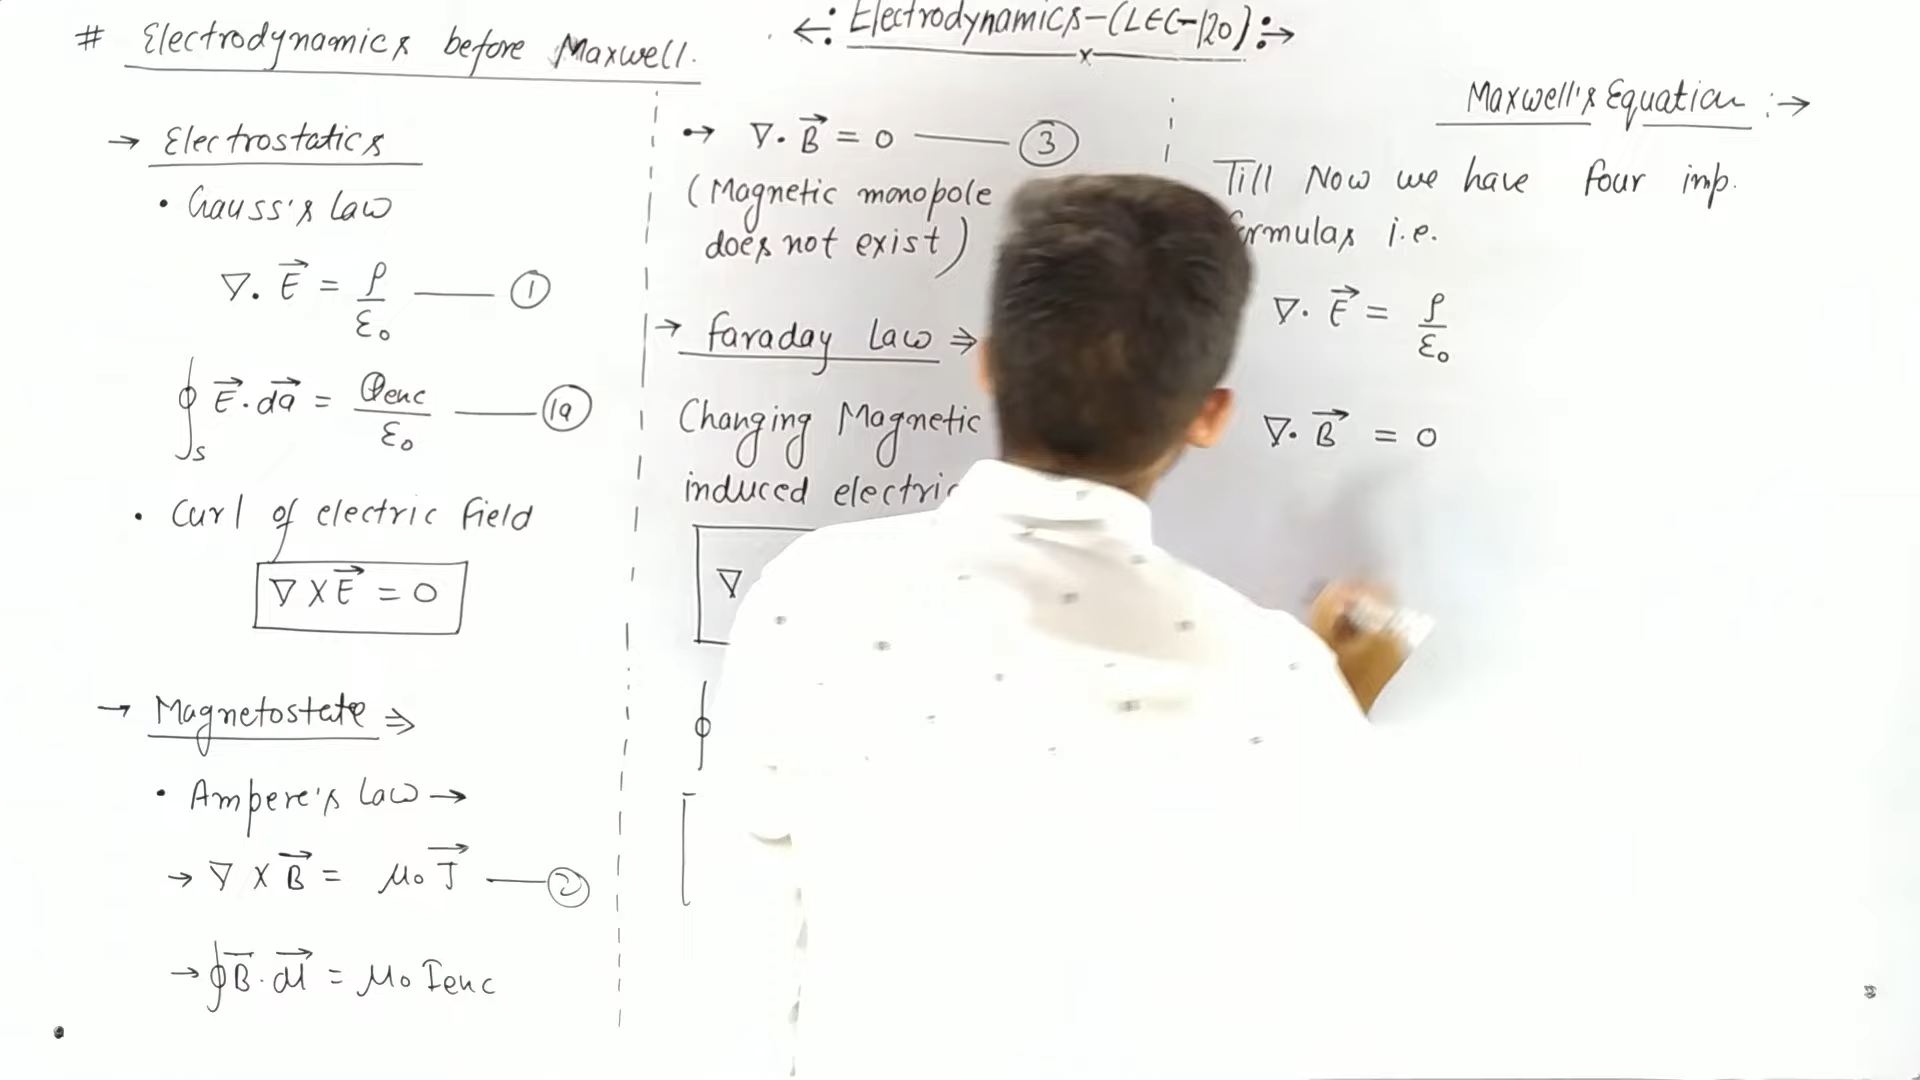 # Electrodynamics before Maxwell.
←: Electrodynamics-(LEC-120):→
x
→ Electrostatics
• Gauss's Law
∇. E⃗ = ρ/ε₀ —— ①
∮S E⃗.da⃗ = Qenc/ε₀ —— (1a)
• Curl of electric field
∇ X E⃗ = 0
→ Magnetostate ⇒
• Ampere's Law →
→ ∇ X B⃗ = μ₀ J⃗ —— ②
→ ∮B⃗.dl⃗ = μ₀ Ienc
→ ∇. B⃗ = 0 —— ③
(Magnetic monopole
does not exist)
→ faraday Law ⇒
Changing Magnetic
induced electric
∇
∮
Maxwell's Equation :→
Till Now we have four imp.
formulas i.e.
∇. E⃗ = ρ/ε₀
∇. B⃗ = 0